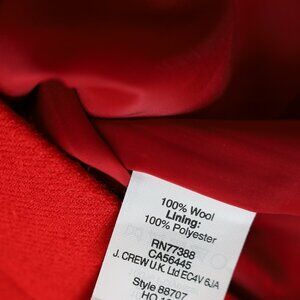 100% Wool
Lining:
100% Polyester
RN77388
CA56445
J. CREW U.K. Ltd EC4V 6JA
Style 88707